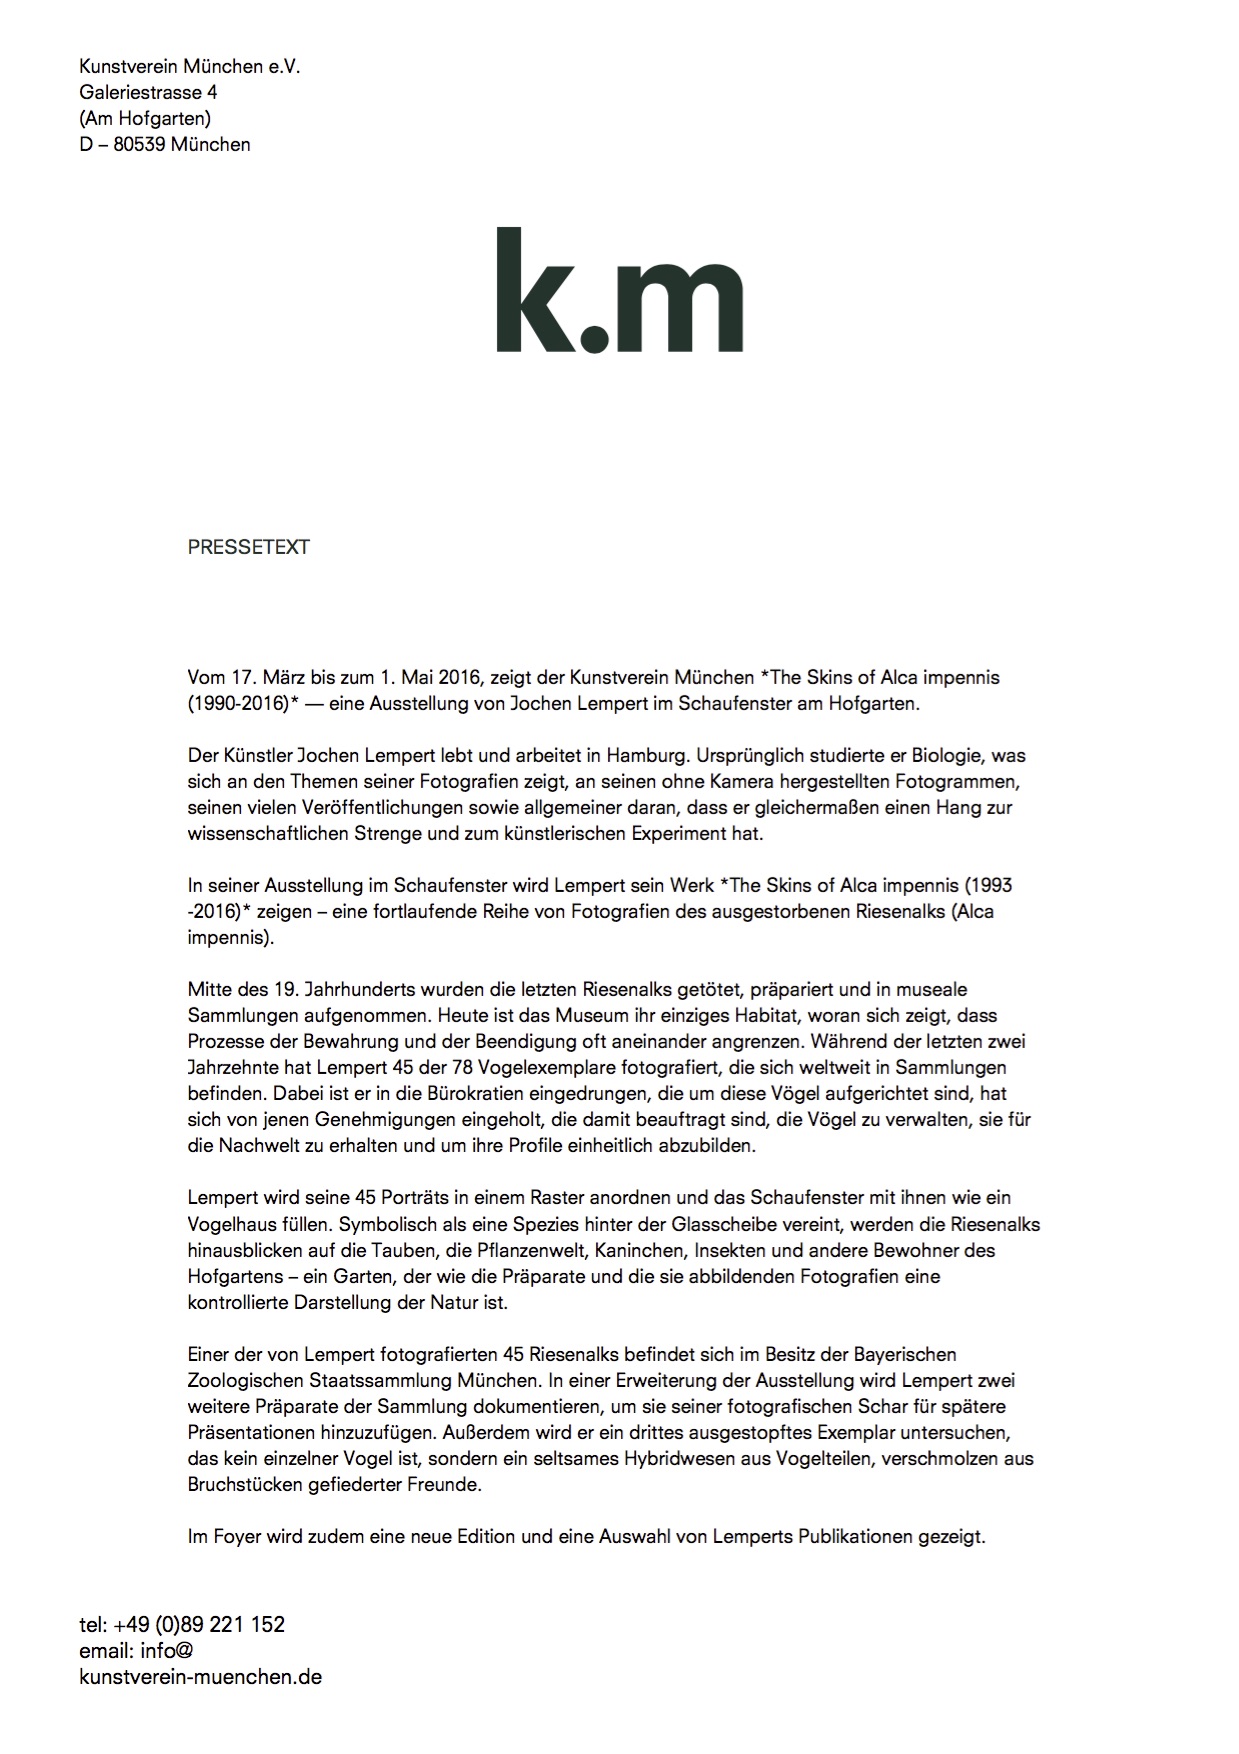 Kunstverein München e.V.
Galeriestrasse 4
(Am Hofgarten)
D – 80539 München
k.m
PRESSETEXT
Vom 17. März bis zum 1. Mai 2016, zeigt der Kunstverein München *The Skins of Alca impennis
(1990-2016)* — eine Ausstellung von Jochen Lempert im Schaufenster am Hofgarten.
Der Künstler Jochen Lempert lebt und arbeitet in Hamburg. Ursprünglich studierte er Biologie, was
sich an den Themen seiner Fotografien zeigt, an seinen ohne Kamera hergestellten Fotogrammen,
seinen vielen Veröffentlichungen sowie allgemeiner daran, dass er gleichermaßen einen Hang zur
wissenschaftlichen Strenge und zum künstlerischen Experiment hat.
In seiner Ausstellung im Schaufenster wird Lempert sein Werk *The Skins of Alca impennis (1993
-2016)* zeigen – eine fortlaufende Reihe von Fotografien des ausgestorbenen Riesenalks (Alca
impennis).
Mitte des 19. Jahrhunderts wurden die letzten Riesenalks getötet, präpariert und in museale
Sammlungen aufgenommen. Heute ist das Museum ihr einziges Habitat, woran sich zeigt, dass
Prozesse der Bewahrung und der Beendigung oft aneinander angrenzen. Während der letzten zwei
Jahrzehnte hat Lempert 45 der 78 Vogelexemplare fotografiert, die sich weltweit in Sammlungen
befinden. Dabei ist er in die Bürokratien eingedrungen, die um diese Vögel aufgerichtet sind, hat
sich von jenen Genehmigungen eingeholt, die damit beauftragt sind, die Vögel zu verwalten, sie für
die Nachwelt zu erhalten und um ihre Profile einheitlich abzubilden.
Lempert wird seine 45 Porträts in einem Raster anordnen und das Schaufenster mit ihnen wie ein
Vogelhaus füllen. Symbolisch als eine Spezies hinter der Glasscheibe vereint, werden die Riesenalks
hinausblicken auf die Tauben, die Pflanzenwelt, Kaninchen, Insekten und andere Bewohner des
Hofgartens – ein Garten, der wie die Präparate und die sie abbildenden Fotografien eine
kontrollierte Darstellung der Natur ist.
Einer der von Lempert fotografierten 45 Riesenalks befindet sich im Besitz der Bayerischen
Zoologischen Staatssammlung München. In einer Erweiterung der Ausstellung wird Lempert zwei
weitere Präparate der Sammlung dokumentieren, um sie seiner fotografischen Schar für spätere
Präsentationen hinzuzufügen. Außerdem wird er ein drittes ausgestopftes Exemplar untersuchen,
das kein einzelner Vogel ist, sondern ein seltsames Hybridwesen aus Vogelteilen, verschmolzen aus
Bruchstücken gefiederter Freunde.
Im Foyer wird zudem eine neue Edition und eine Auswahl von Lemperts Publikationen gezeigt.
tel: +49 (0)89 221 152
email: info@
kunstverein-muenchen.de